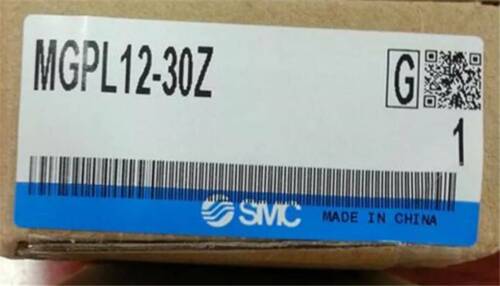 MGPL12-30Z
G
1
SMC MADE IN CHINA